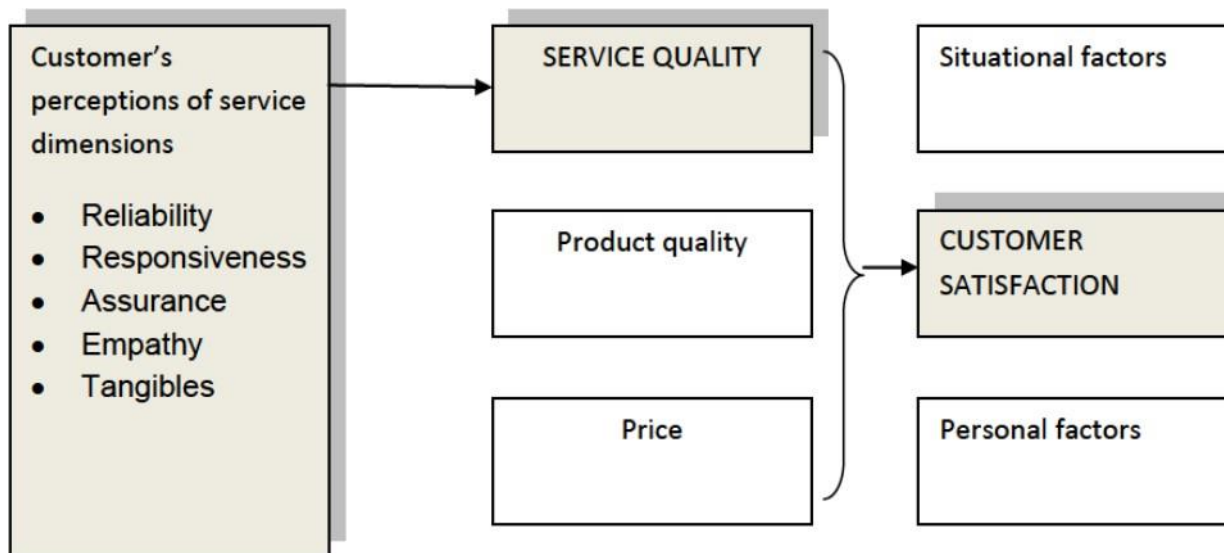 Customer’s
perceptions of service
dimensions
• Reliability
• Responsiveness
• Assurance
• Empathy
• Tangibles
SERVICE QUALITY
Product quality
Price
Situational factors
CUSTOMER
SATISFACTION
Personal factors